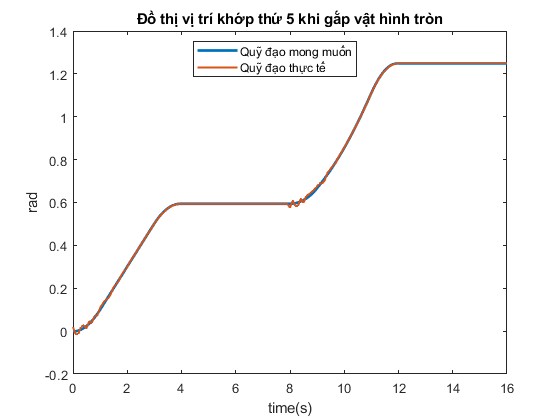 Đồ thị vị trí khớp thứ 5 khi gắp vật hình tròn
1.4
Quỹ đạo mong muốn
Quỹ đạo thực tế
1.2
1
0.8
0.6
0.4
0.2
0
-0.2
rad
0 2 4 6 8 10 12 14 16
time(s)